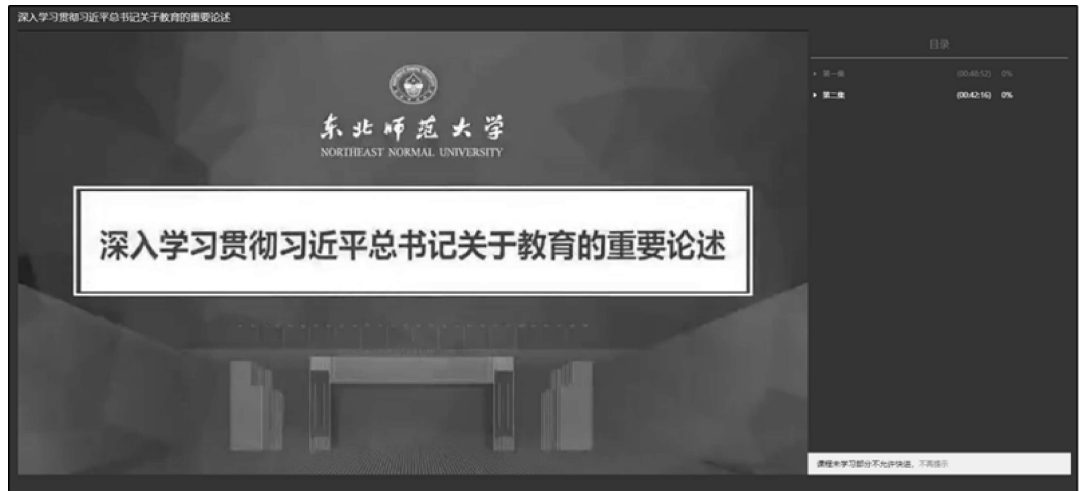 深入学习贯彻习近平总书记关于教育的重要论述
目录
第一集 (00:48:52) 0%
第二集 (00:42:16) 0%
东北师范大学
NORTHEAST NORMAL UNIVERSITY
深入学习贯彻习近平总书记关于教育的重要论述
课程未学习部分不允许快进。 不再提示